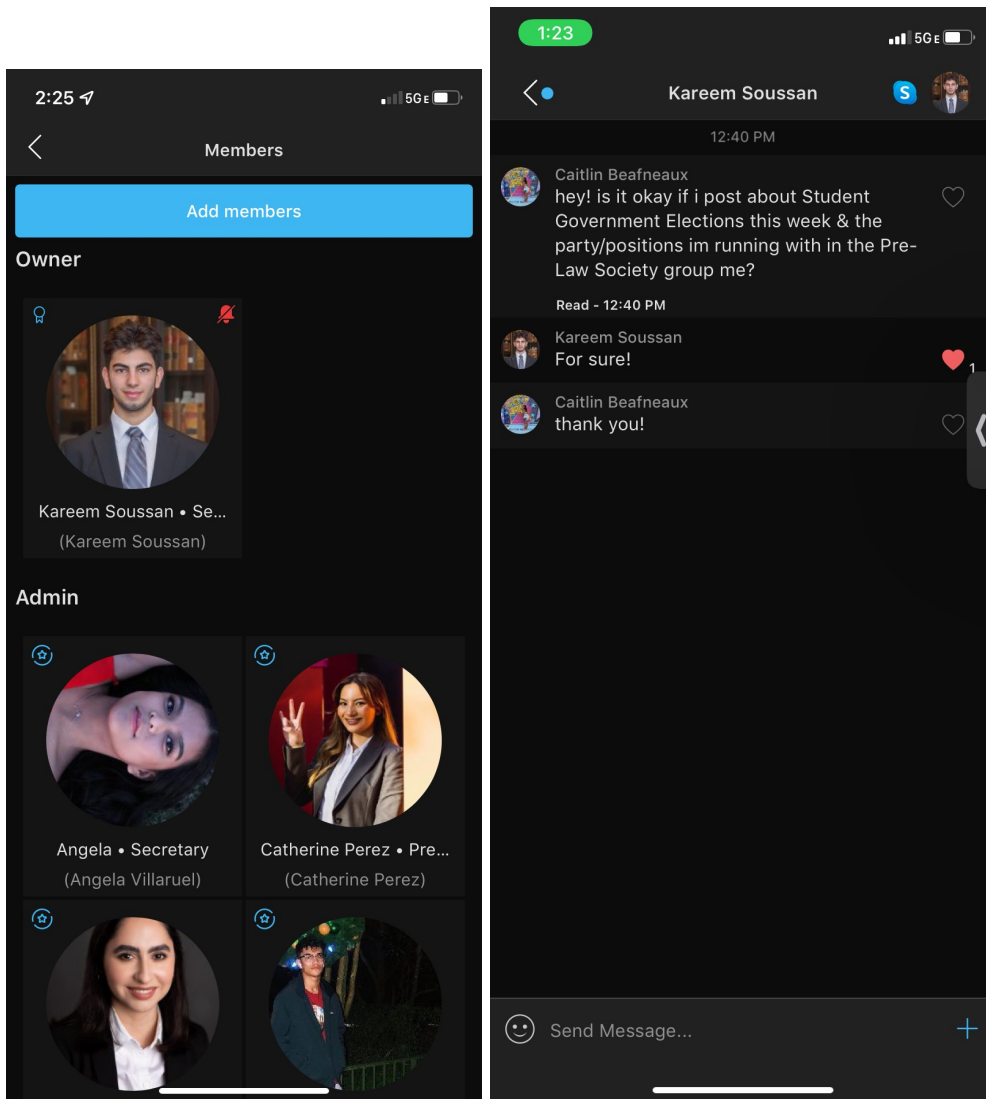 2:25
5G E
Members
Add members
Owner
Kareem Soussan • Se...
(Kareem Soussan)
Admin
Angela • Secretary
(Angela Villaruel)
Catherine Perez • Pre...
(Catherine Perez)
1:23
5G E
Kareem Soussan
S
12:40 PM
Caitlin Beafneaux
hey! is it okay if i post about Student
Government Elections this week & the
party/positions im running with in the Pre-
Law Society group me?
Read - 12:40 PM
Kareem Soussan
For sure!
1
Caitlin Beafneaux
thank you!
Send Message...